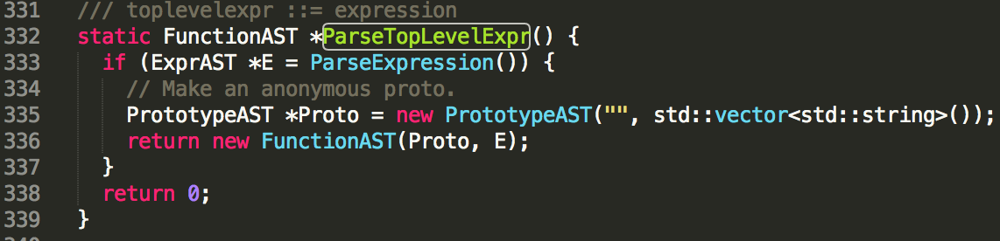 331 /// toplevelexpr ::= expression
332 static FunctionAST *ParseTopLevelExpr() {
333 if (ExprAST *E = ParseExpression()) {
334 // Make an anonymous proto.
335 PrototypeAST *Proto = new PrototypeAST("", std::vector<std::string>());
336 return new FunctionAST(Proto, E);
337 }
338 return 0;
339 }